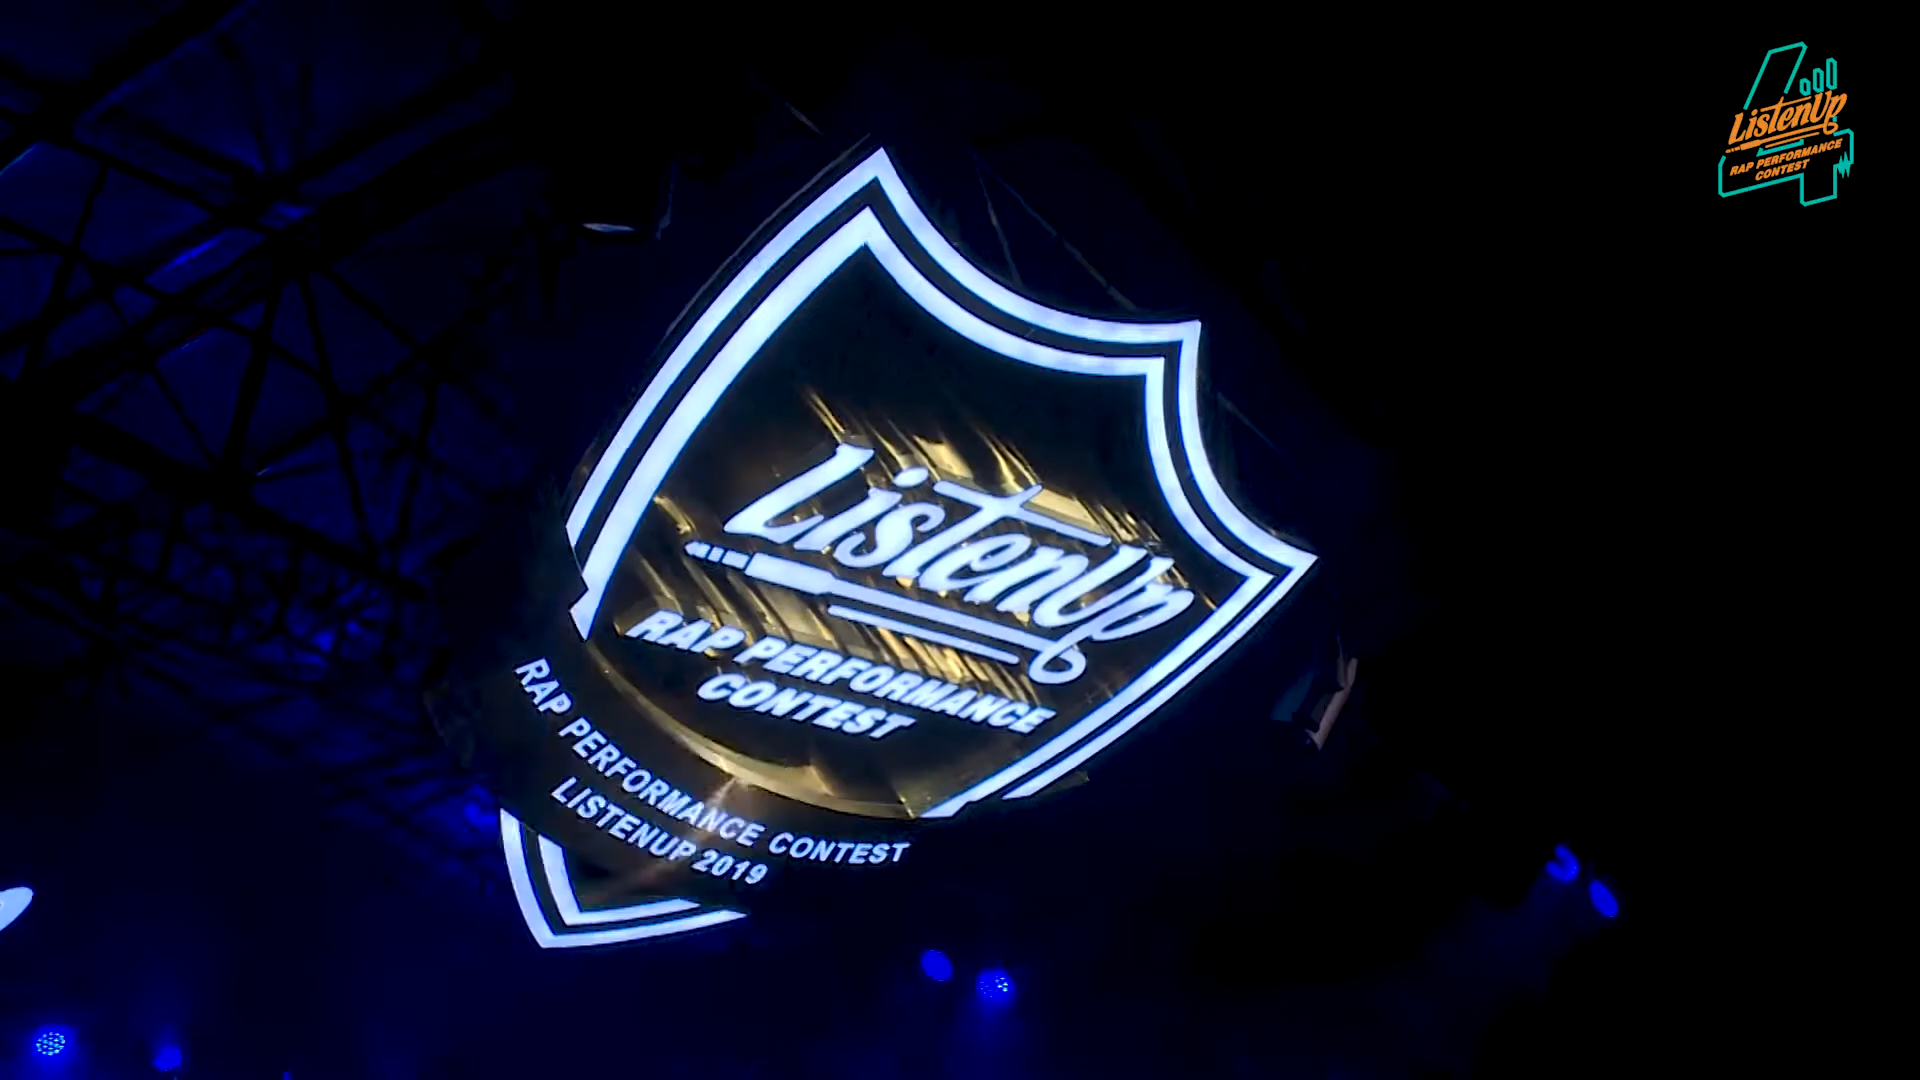 ListenUp
RAP PERFORMANCE
CONTEST
RAP PERFORMANCE CONTEST
LISTENUP 2019
ListenUp
RAP PERFORMANCE
CONTEST